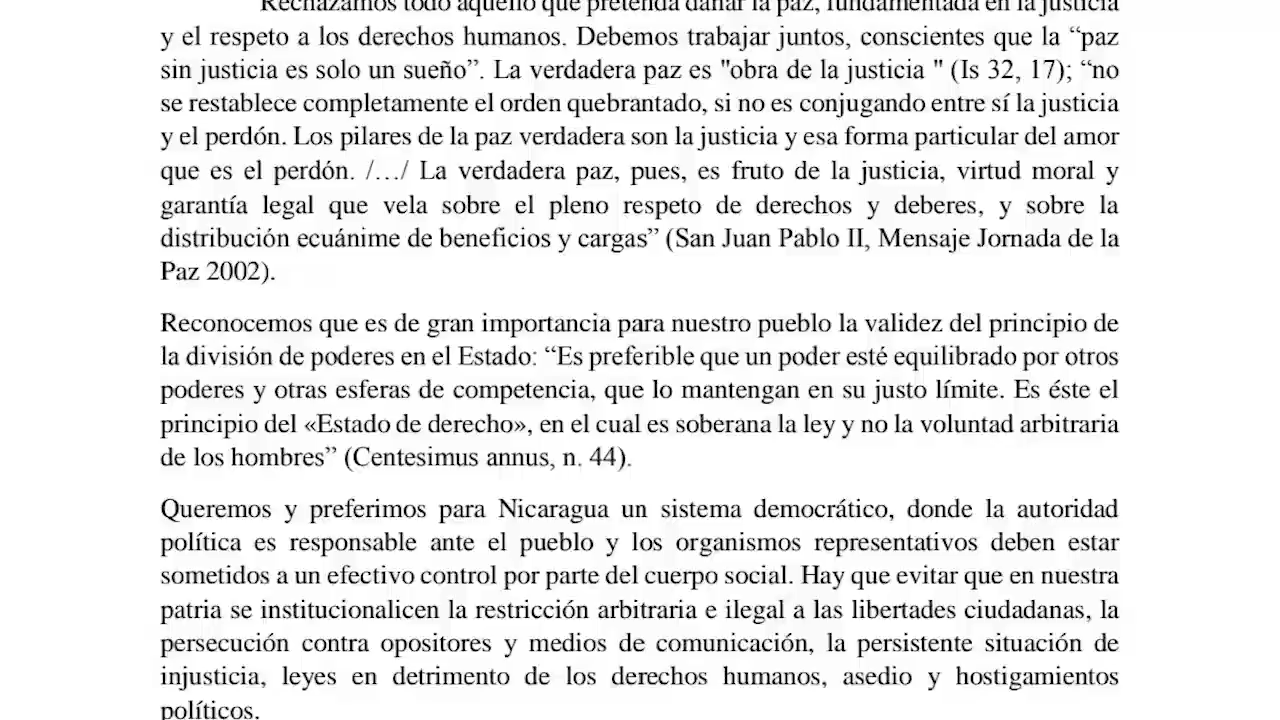 Rechazamos todo aquello que pretenda dañar la paz, fundamentada en la justicia
y el respeto a los derechos humanos. Debemos trabajar juntos, conscientes que la “paz
sin justicia es solo un sueño”. La verdadera paz es "obra de la justicia " (Is 32, 17); “no
se restablece completamente el orden quebrantado, si no es conjugando entre sí la justicia
y el perdón. Los pilares de la paz verdadera son la justicia y esa forma particular del amor
que es el perdón. /…/ La verdadera paz, pues, es fruto de la justicia, virtud moral y
garantía legal que vela sobre el pleno respeto de derechos y deberes, y sobre la
distribución ecuánime de beneficios y cargas” (San Juan Pablo II, Mensaje Jornada de la
Paz 2002).
Reconocemos que es de gran importancia para nuestro pueblo la validez del principio de
la división de poderes en el Estado: “Es preferible que un poder esté equilibrado por otros
poderes y otras esferas de competencia, que lo mantengan en su justo límite. Es éste el
principio del «Estado de derecho», en el cual es soberana la ley y no la voluntad arbitraria
de los hombres” (Centesimus annus, n. 44).
Queremos y preferimos para Nicaragua un sistema democrático, donde la autoridad
política es responsable ante el pueblo y los organismos representativos deben estar
sometidos a un efectivo control por parte del cuerpo social. Hay que evitar que en nuestra
patria se institucionalicen la restricción arbitraria e ilegal a las libertades ciudadanas, la
persecución contra opositores y medios de comunicación, la persistente situación de
injusticia, leyes en detrimento de los derechos humanos, asedio y hostigamientos
políticos.